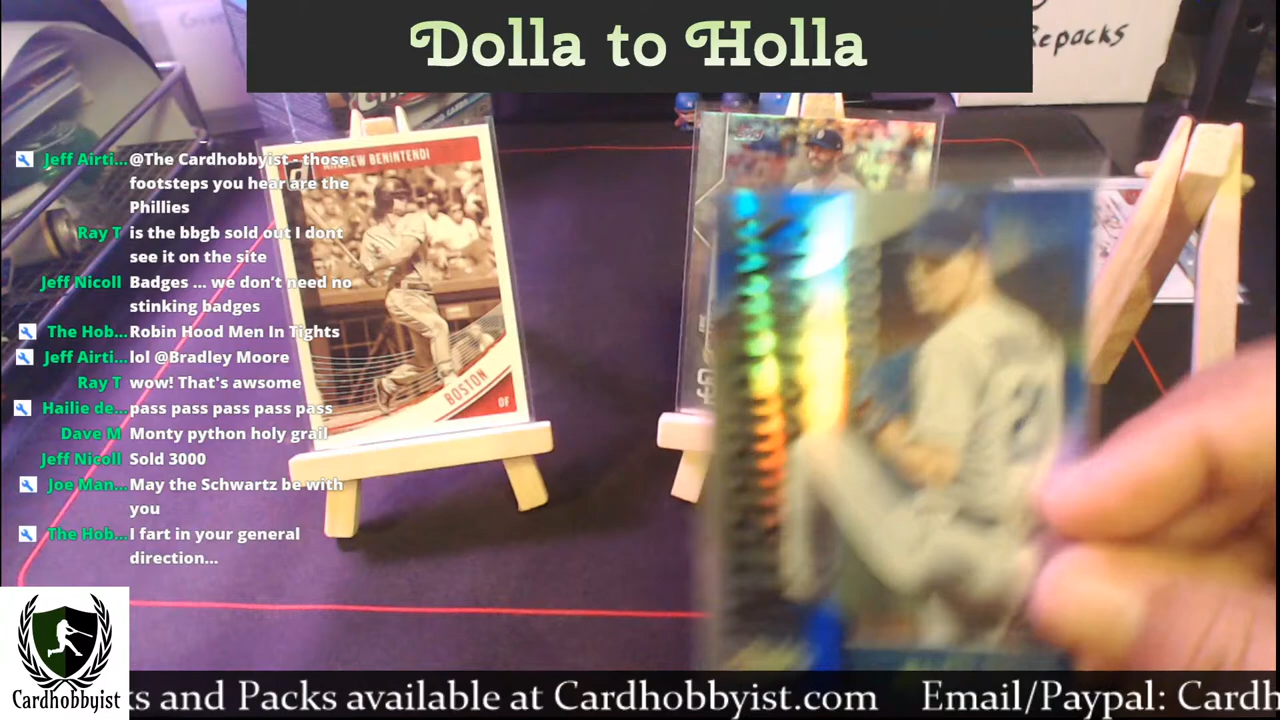 Dolla to Holla
Repacks
Jeff Airti... @The Cardhobbyist - those
footsteps you hear are the
Phillies
Ray T is the bbgb sold out I dont
see it on the site
Jeff Nicoll Badges ... we don't need no
stinking badges
The Hob... Robin Hood Men In Tights
Jeff Airti... lol @Bradley Moore
Ray T wow! That's awsome
Hailie de... pass pass pass pass pass
Dave M Monty python holy grail
Jeff Nicoll Sold 3000
Joe Man... May the Schwartz be with
you
The Hob... I fart in your general
direction...
BENINTENDI
BOSTON
OF
Cardhobbyist
ks and Packs available at Cardhobbyist.com Email/Paypal: Cardh